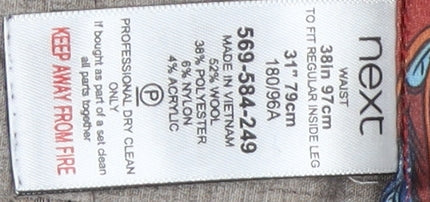 next
WAIST
38in 97cm
TO FIT REGULAR INSIDE LEG
31" 79cm
180/96A
569-584-249
MADE IN VIETNAM
52% WOOL
38% POLYESTER
6% NYLON
4% ACRYLIC
P
PROFESSIONAL DRY CLEAN
ONLY
If bought as part of a set clean
all parts together
KEEP AWAY FROM FIRE